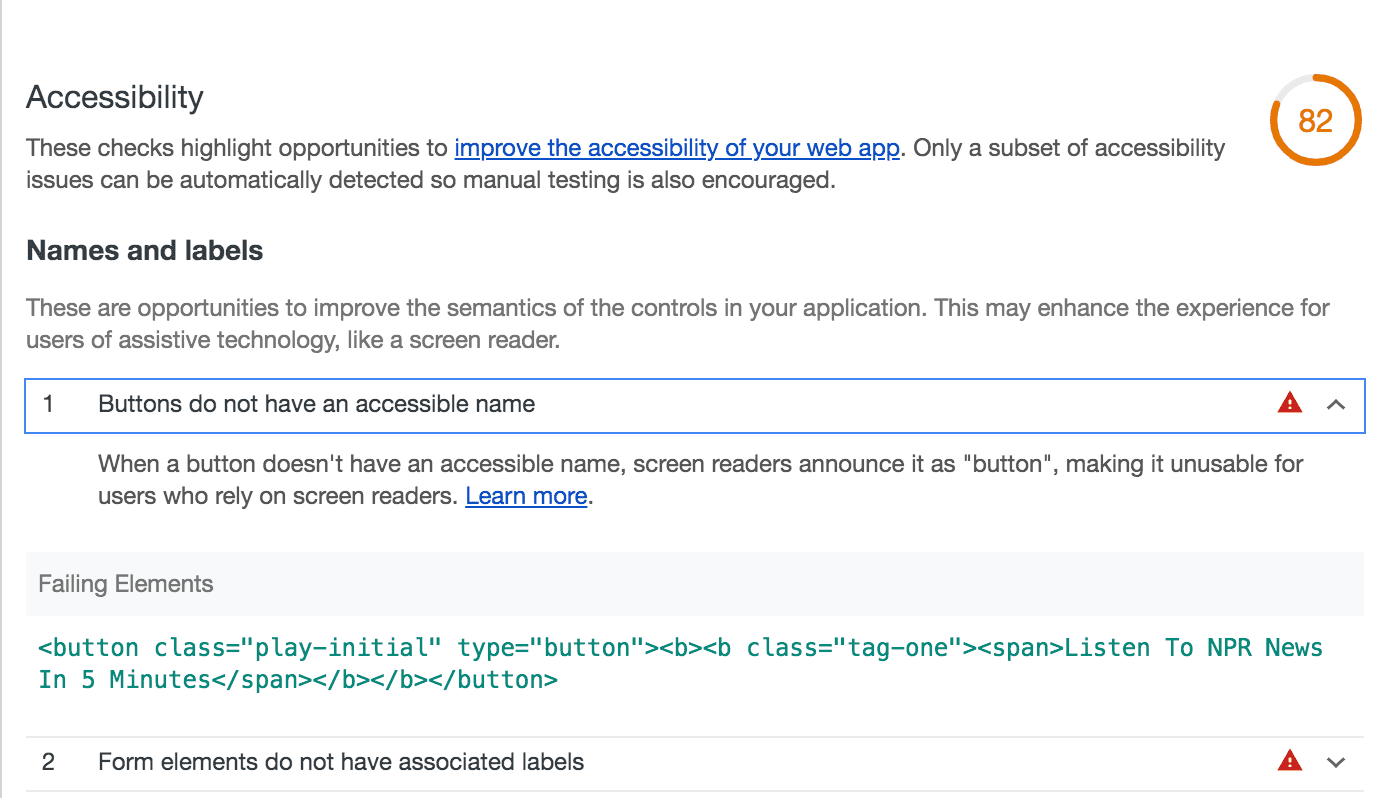 Accessibility
82
These checks highlight opportunities to improve the accessibility of your web app. Only a subset of accessibility
issues can be automatically detected so manual testing is also encouraged.
Names and labels
These are opportunities to improve the semantics of the controls in your application. This may enhance the experience for
users of assistive technology, like a screen reader.
1 Buttons do not have an accessible name
When a button doesn't have an accessible name, screen readers announce it as "button", making it unusable for
users who rely on screen readers. Learn more.
Failing Elements
<button class="play-initial" type="button"><b><b class="tag-one"><span>Listen To NPR News
In 5 Minutes</span></b></b></button>
2 Form elements do not have associated labels